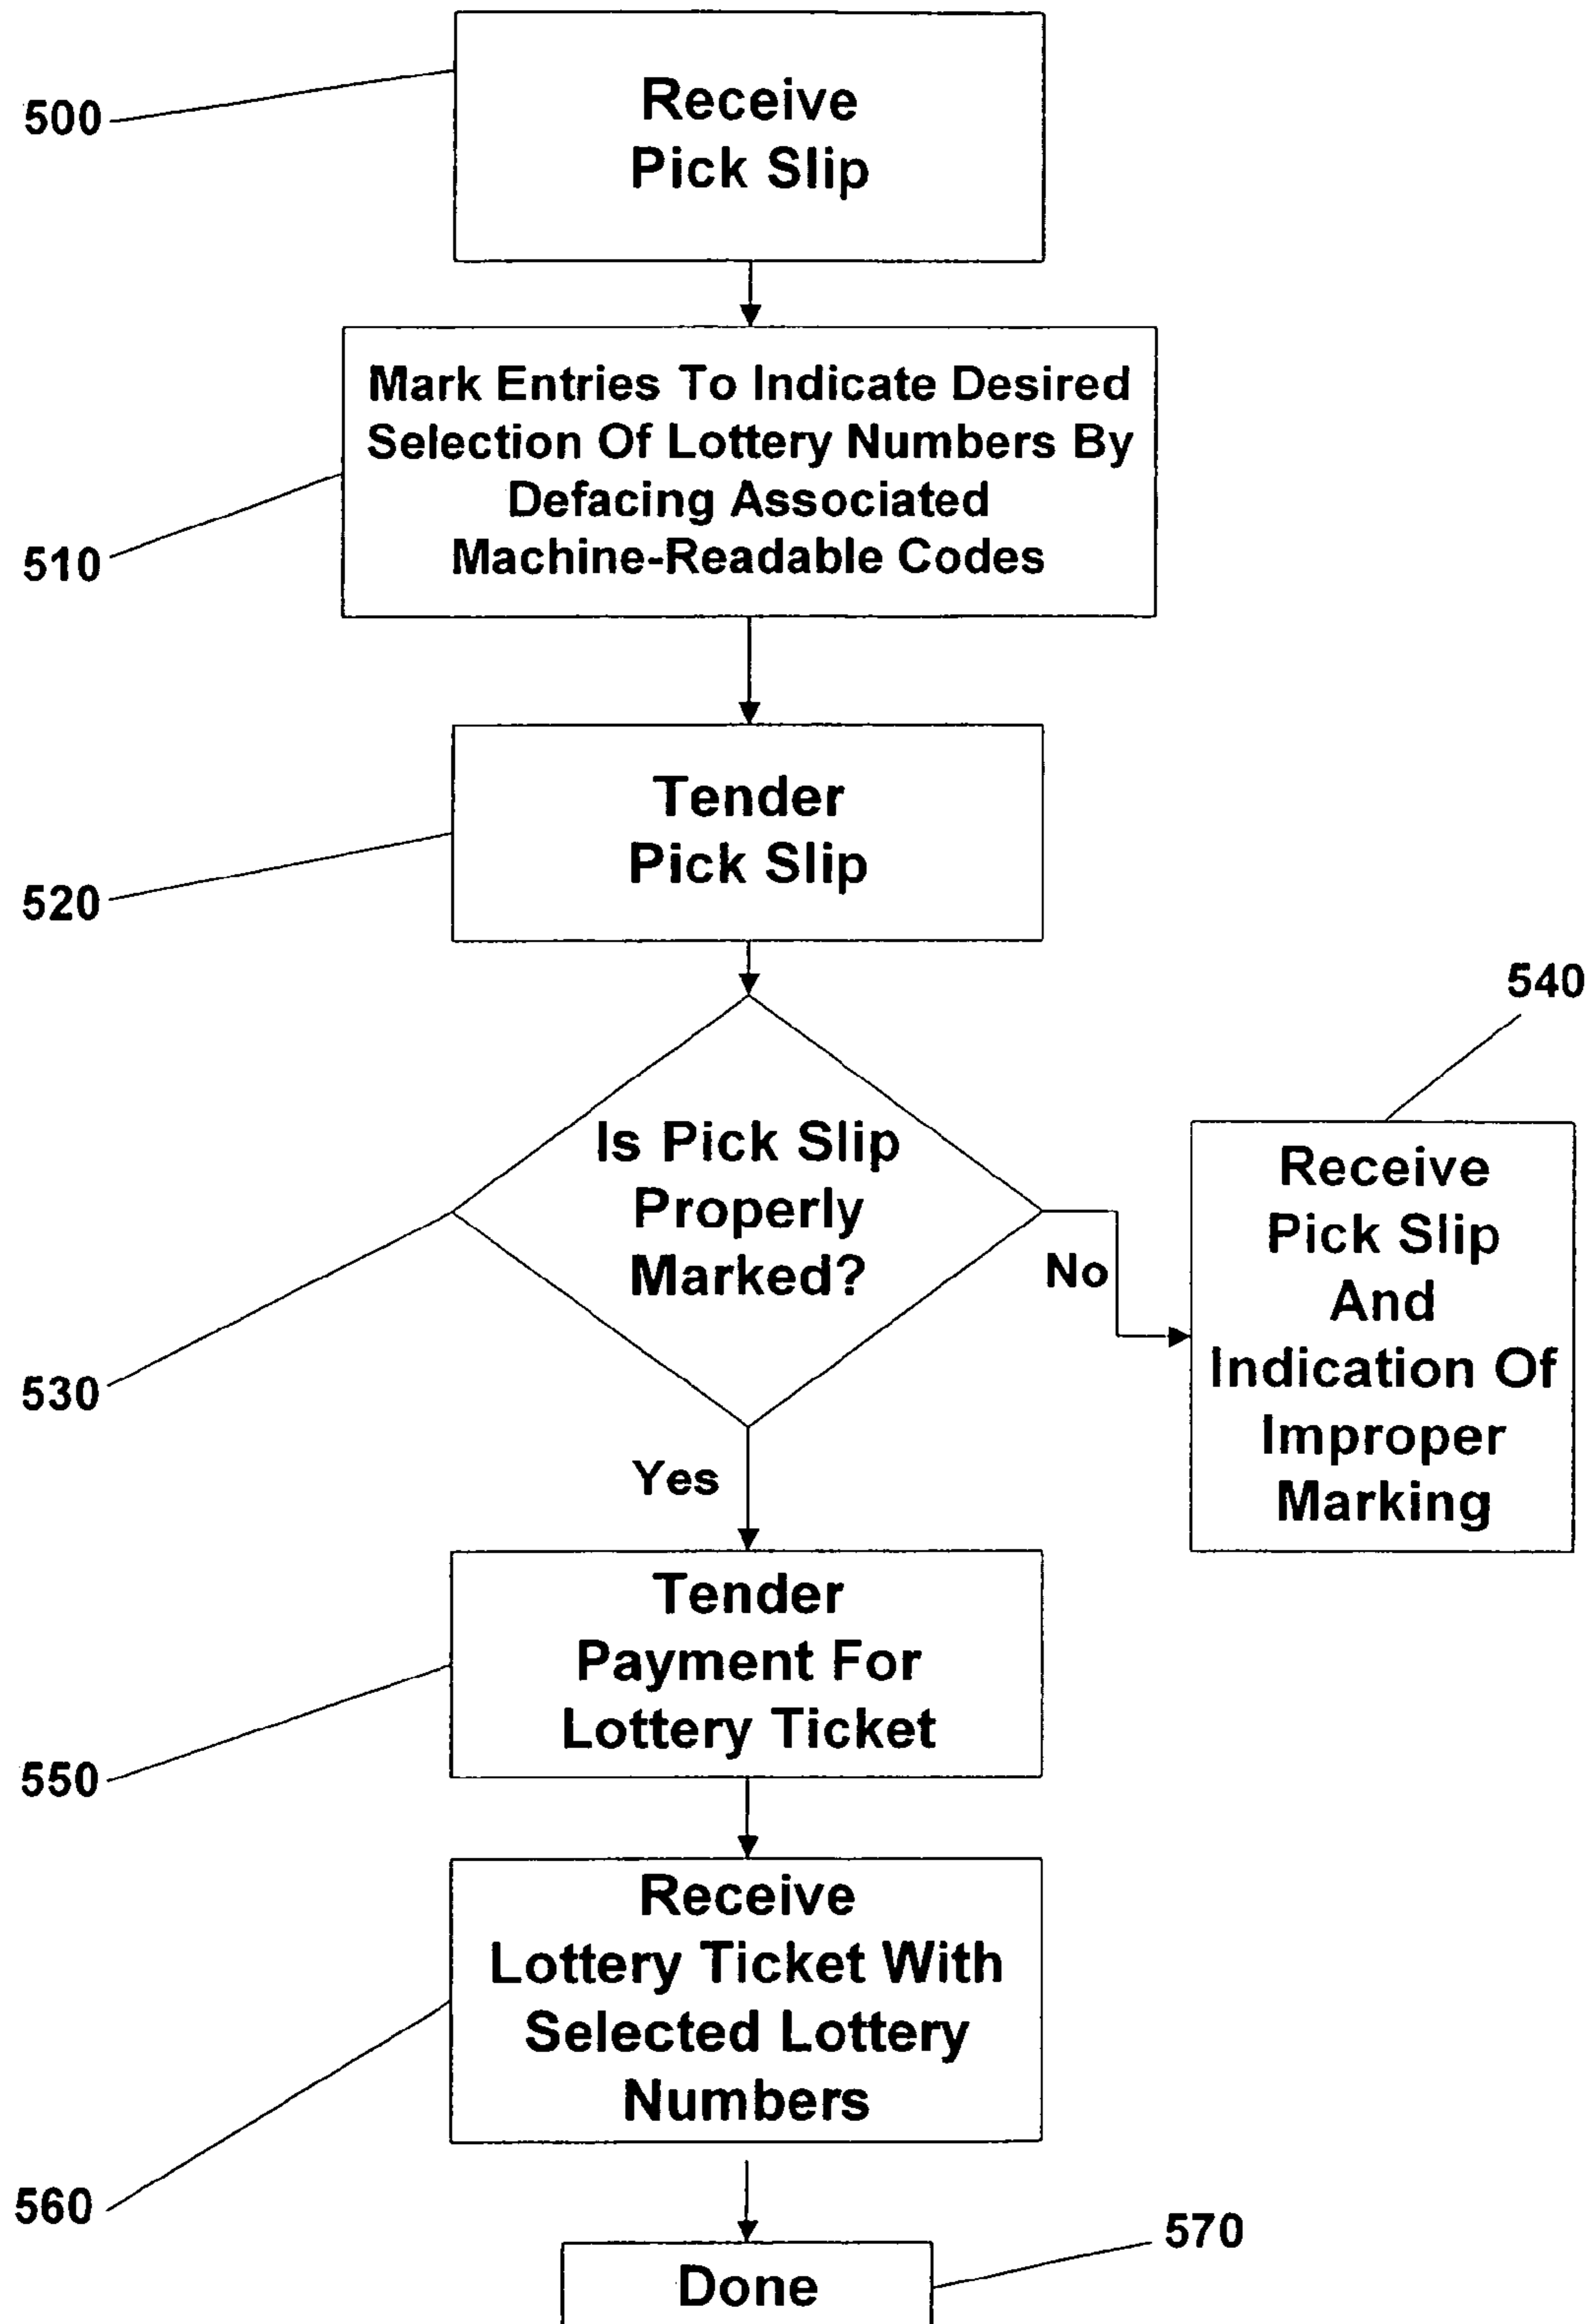 500
Receive
Pick Slip
510
Mark Entries To Indicate Desired
Selection Of Lottery Numbers By
Defacing Associated
Machine-Readable Codes
520
Tender
Pick Slip
530
Is Pick Slip
Properly
Marked?
No
540
Receive
Pick Slip
And
Indication Of
Improper
Marking
Yes
550
Tender
Payment For
Lottery Ticket
560
Receive
Lottery Ticket With
Selected Lottery
Numbers
570
Done